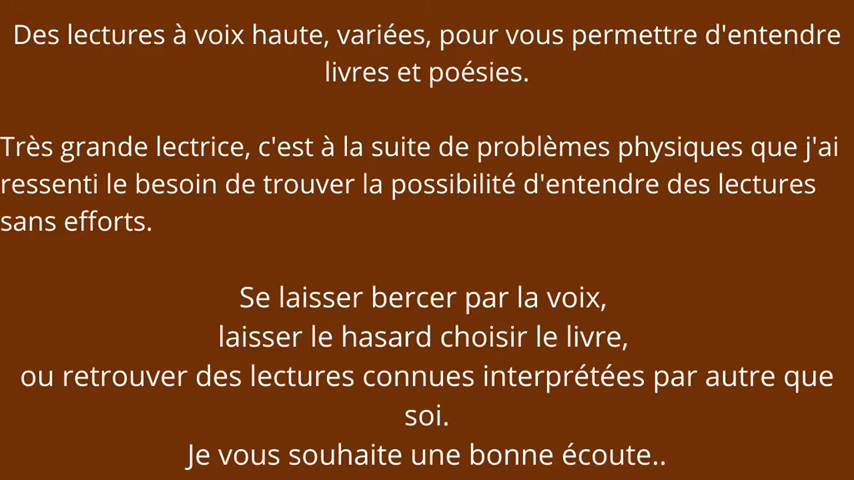 Des lectures à voix haute, variées, pour vous permettre d'entendre
livres et poésies.
Très grande lectrice, c'est à la suite de problèmes physiques que j'ai
ressenti le besoin de trouver la possibilité d'entendre des lectures
sans efforts.
Se laisser bercer par la voix,
laisser le hasard choisir le livre,
ou retrouver des lectures connues interprétées par autre que
soi.
Je vous souhaite une bonne écoute..